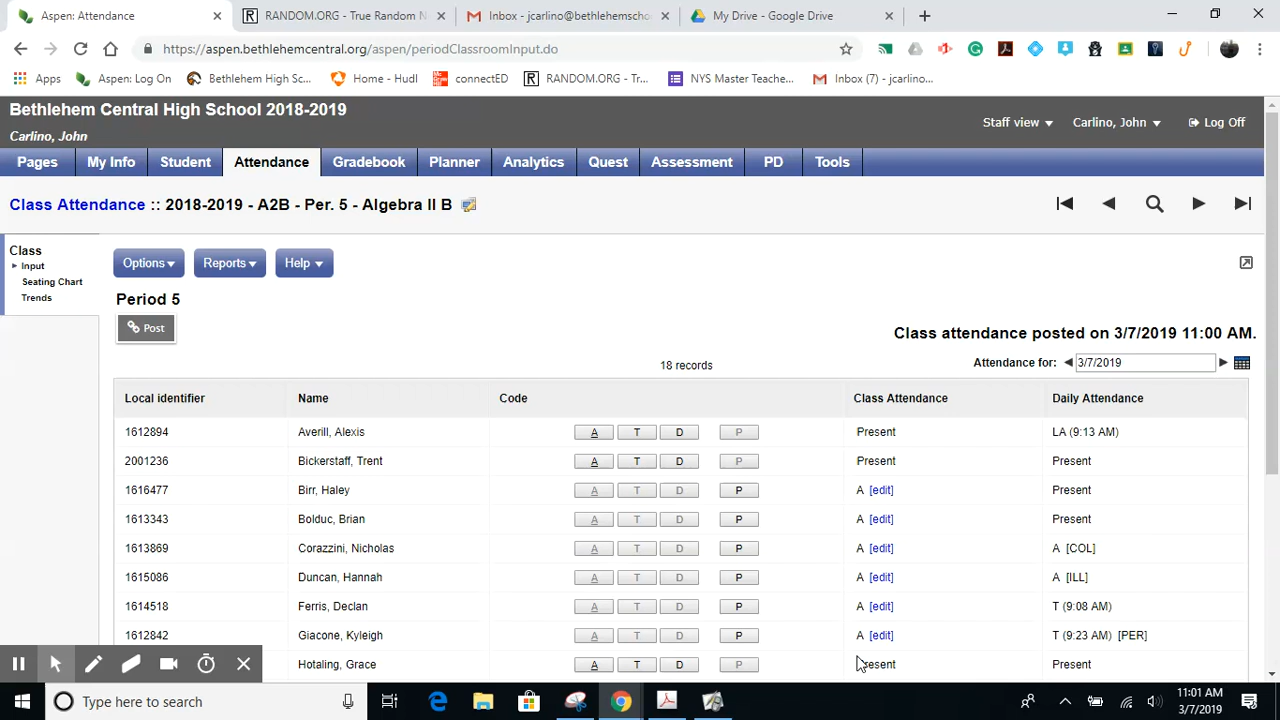 Aspen: Attendance
RANDOM.ORG - True Random N
Inbox - jcarlino@bethlehemscho
My Drive - Google Drive
https://aspen.bethlehemcentral.org/aspen/periodClassroomInput.do
Apps
Aspen: Log On
Bethlehem High Sc...
Home - Hudl
connectED
RANDOM.ORG - Tr...
NYS Master Teache...
Inbox (7) - jcarlino...
Bethlehem Central High School 2018-2019
Carlino, John
Staff view
Carlino, John
Log Off
Pages
My Info
Student
Attendance
Gradebook
Planner
Analytics
Quest
Assessment
PD
Tools
Class Attendance :: 2018-2019 - A2B - Per. 5 - Algebra II B
Class
Input
Seating Chart
Trends
Options
Reports
Help
Period 5
Post
Class attendance posted on 3/7/2019 11:00 AM.
18 records
Attendance for: 3/7/2019
Local identifier Name Code Class Attendance Daily Attendance
1612894 Averill, Alexis A T D P Present LA (9:13 AM)
2001236 Bickerstaff, Trent A T D P Present Present
1616477 Birr, Haley A T D P A [edit] Present
1613343 Bolduc, Brian A T D P A [edit] Present
1613869 Corazzini, Nicholas A T D P A [edit] A [COL]
1615086 Duncan, Hannah A T D P A [edit] A [ILL]
1614518 Ferris, Declan A T D P A [edit] T (9:08 AM)
1612842 Giacone, Kyleigh A T D P A [edit] T (9:23 AM) [PER]
Hotaling, Grace A T D P Present Present
Type here to search
11:01 AM
3/7/2019